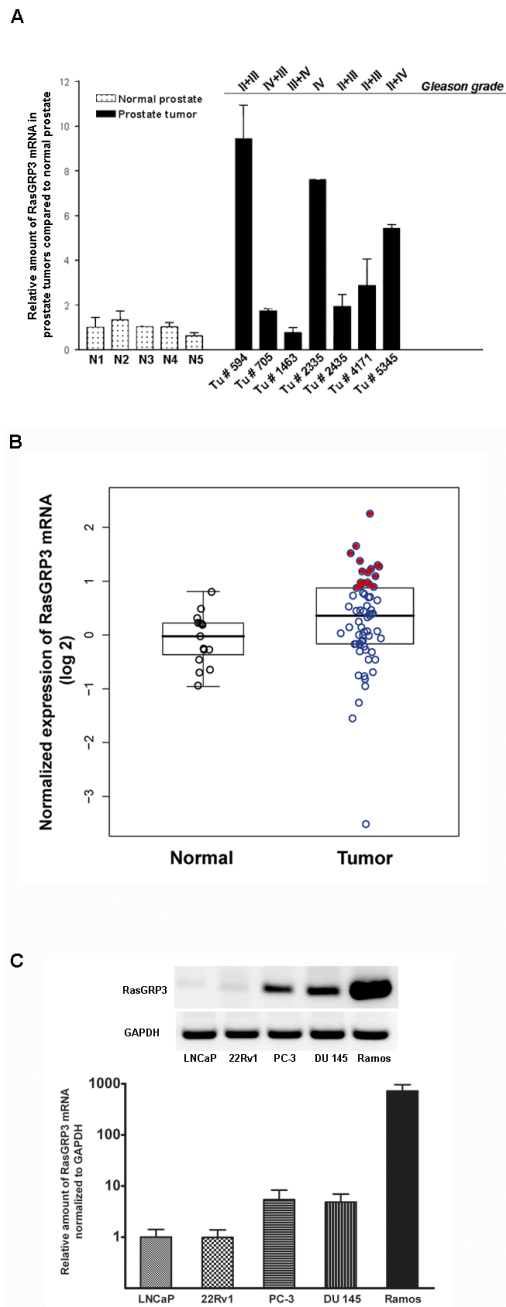 A
II+III IV+III III+IV IV II+III II+III II+IV
Gleason grade
12
10
8
6
4
2
0
Relative amount of RasGRP3 mRNA in
prostate tumors compared to normal prostate
Normal prostate
Prostate tumor
N1 N2 N3 N4 N5
Tu # 594 Tu # 705 Tu # 1463 Tu # 2335 Tu # 2435 Tu # 4171 Tu # 5345
B
Normalized expression of RasGRP3 mRNA
(log 2)
2
1
0
−1
−2
−3
Normal Tumor
C
RasGRP3
GAPDH
LNCaP 22Rv1 PC-3 DU 145 Ramos
Relative amount of RasGRP3 mRNA
normalized to GAPDH
1000
100
10
1
LNCaP 22Rv1 PC-3 DU 145 Ramos